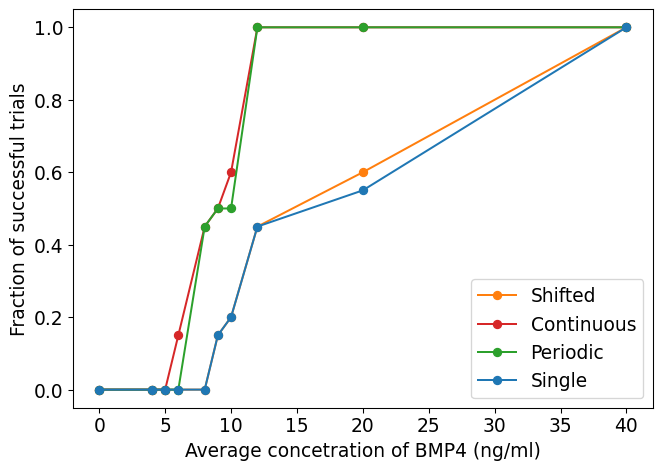 Fraction of successful trials
1.0
0.8
0.6
0.4
0.2
0.0
Shifted
Continuous
Periodic
Single
0 5 10 15 20 25 30 35 40
Average concetration of BMP4 (ng/ml)